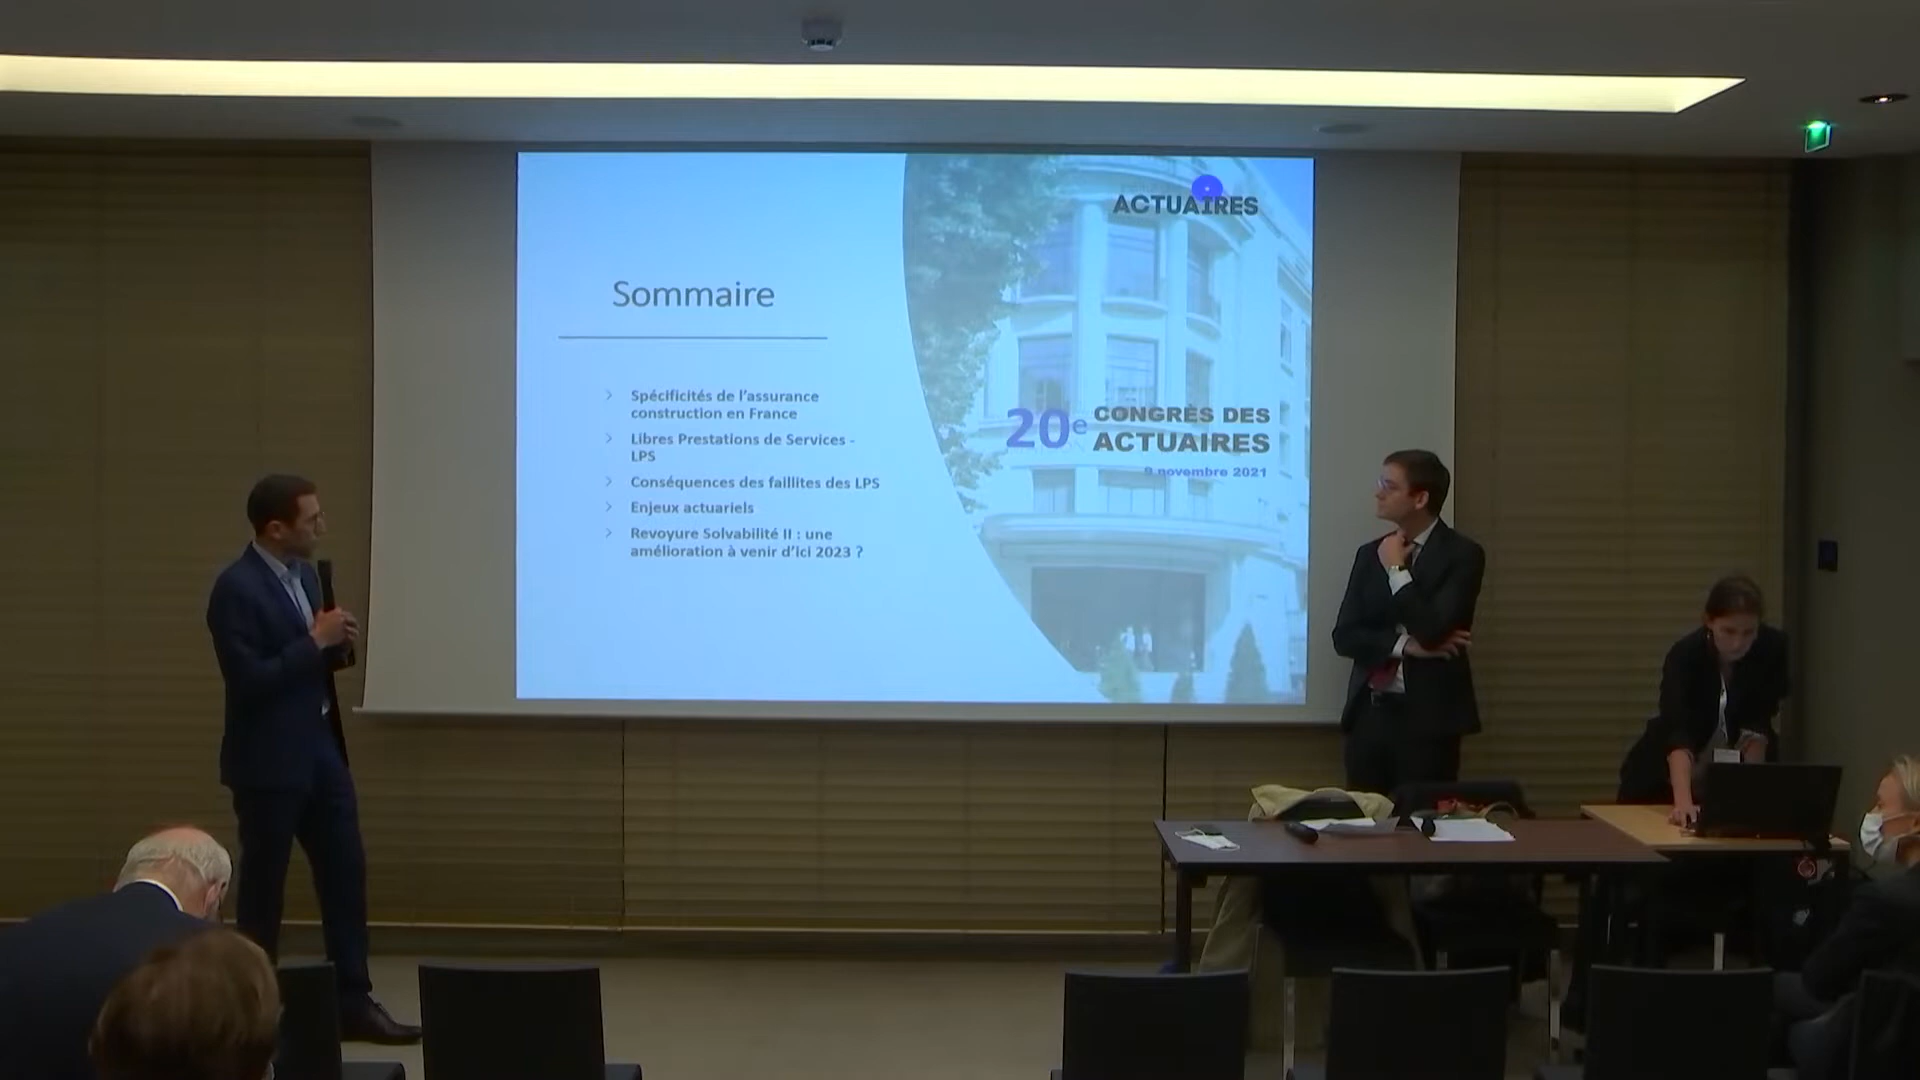 Sommaire
Spécificités de l'assurance
construction en France
Libres Prestations de Services -
LPS
Conséquences des faillites des LPS
Enjeux actuariels
Revoyure Solvabilité II : une
amélioration à venir d'ici 2023 ?
ACTUAIRES
20e CONGRÈS DES
ACTUAIRES
9 novembre 2021